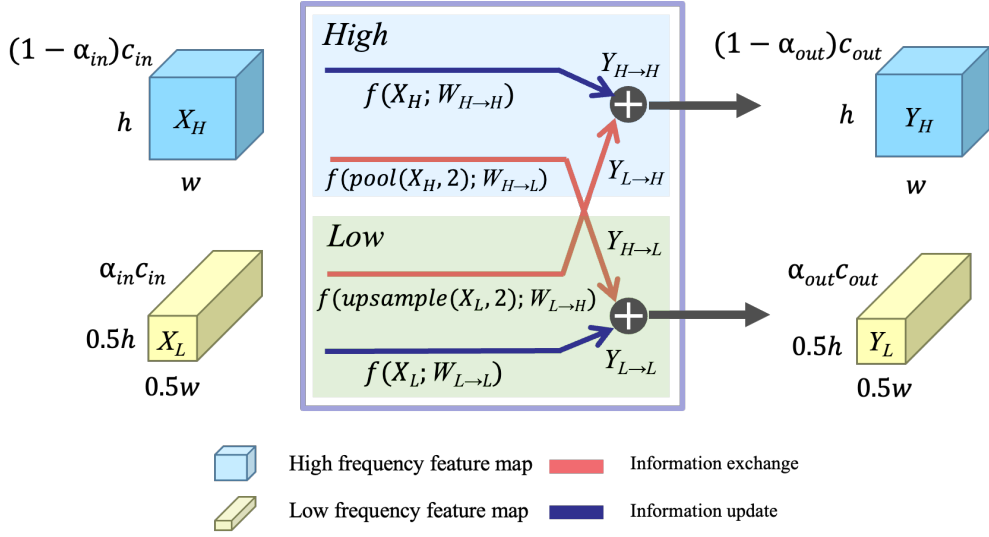 (1 − α_in)c_in
h
X_H
w
α_in c_in
0.5h
X_L
0.5w
High
f(X_H; W_H→H)
Y_H→H
f(pool(X_H, 2); W_H→L)
Y_L→H
Low
Y_H→L
f(upsample(X_L, 2); W_L→H)
f(X_L; W_L→L)
Y_L→L
(1 − α_out)c_out
h
Y_H
w
α_out c_out
0.5h
Y_L
0.5w
High frequency feature map
Information exchange
Low frequency feature map
Information update